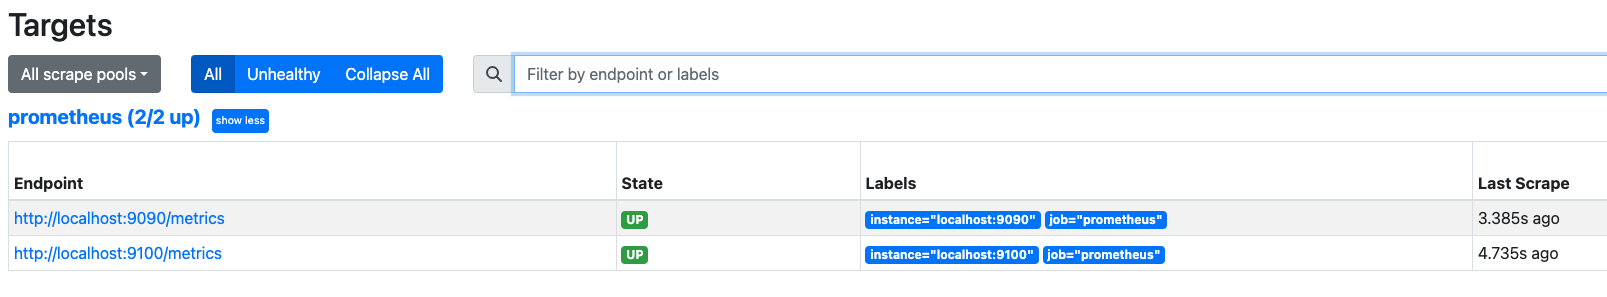 Targets
All scrape pools All Unhealthy Collapse All Filter by endpoint or labels
prometheus (2/2 up) show less
Endpoint State Labels Last Scrape
http://localhost:9090/metrics UP instance="localhost:9090" job="prometheus" 3.385s ago
http://localhost:9100/metrics UP instance="localhost:9100" job="prometheus" 4.735s ago